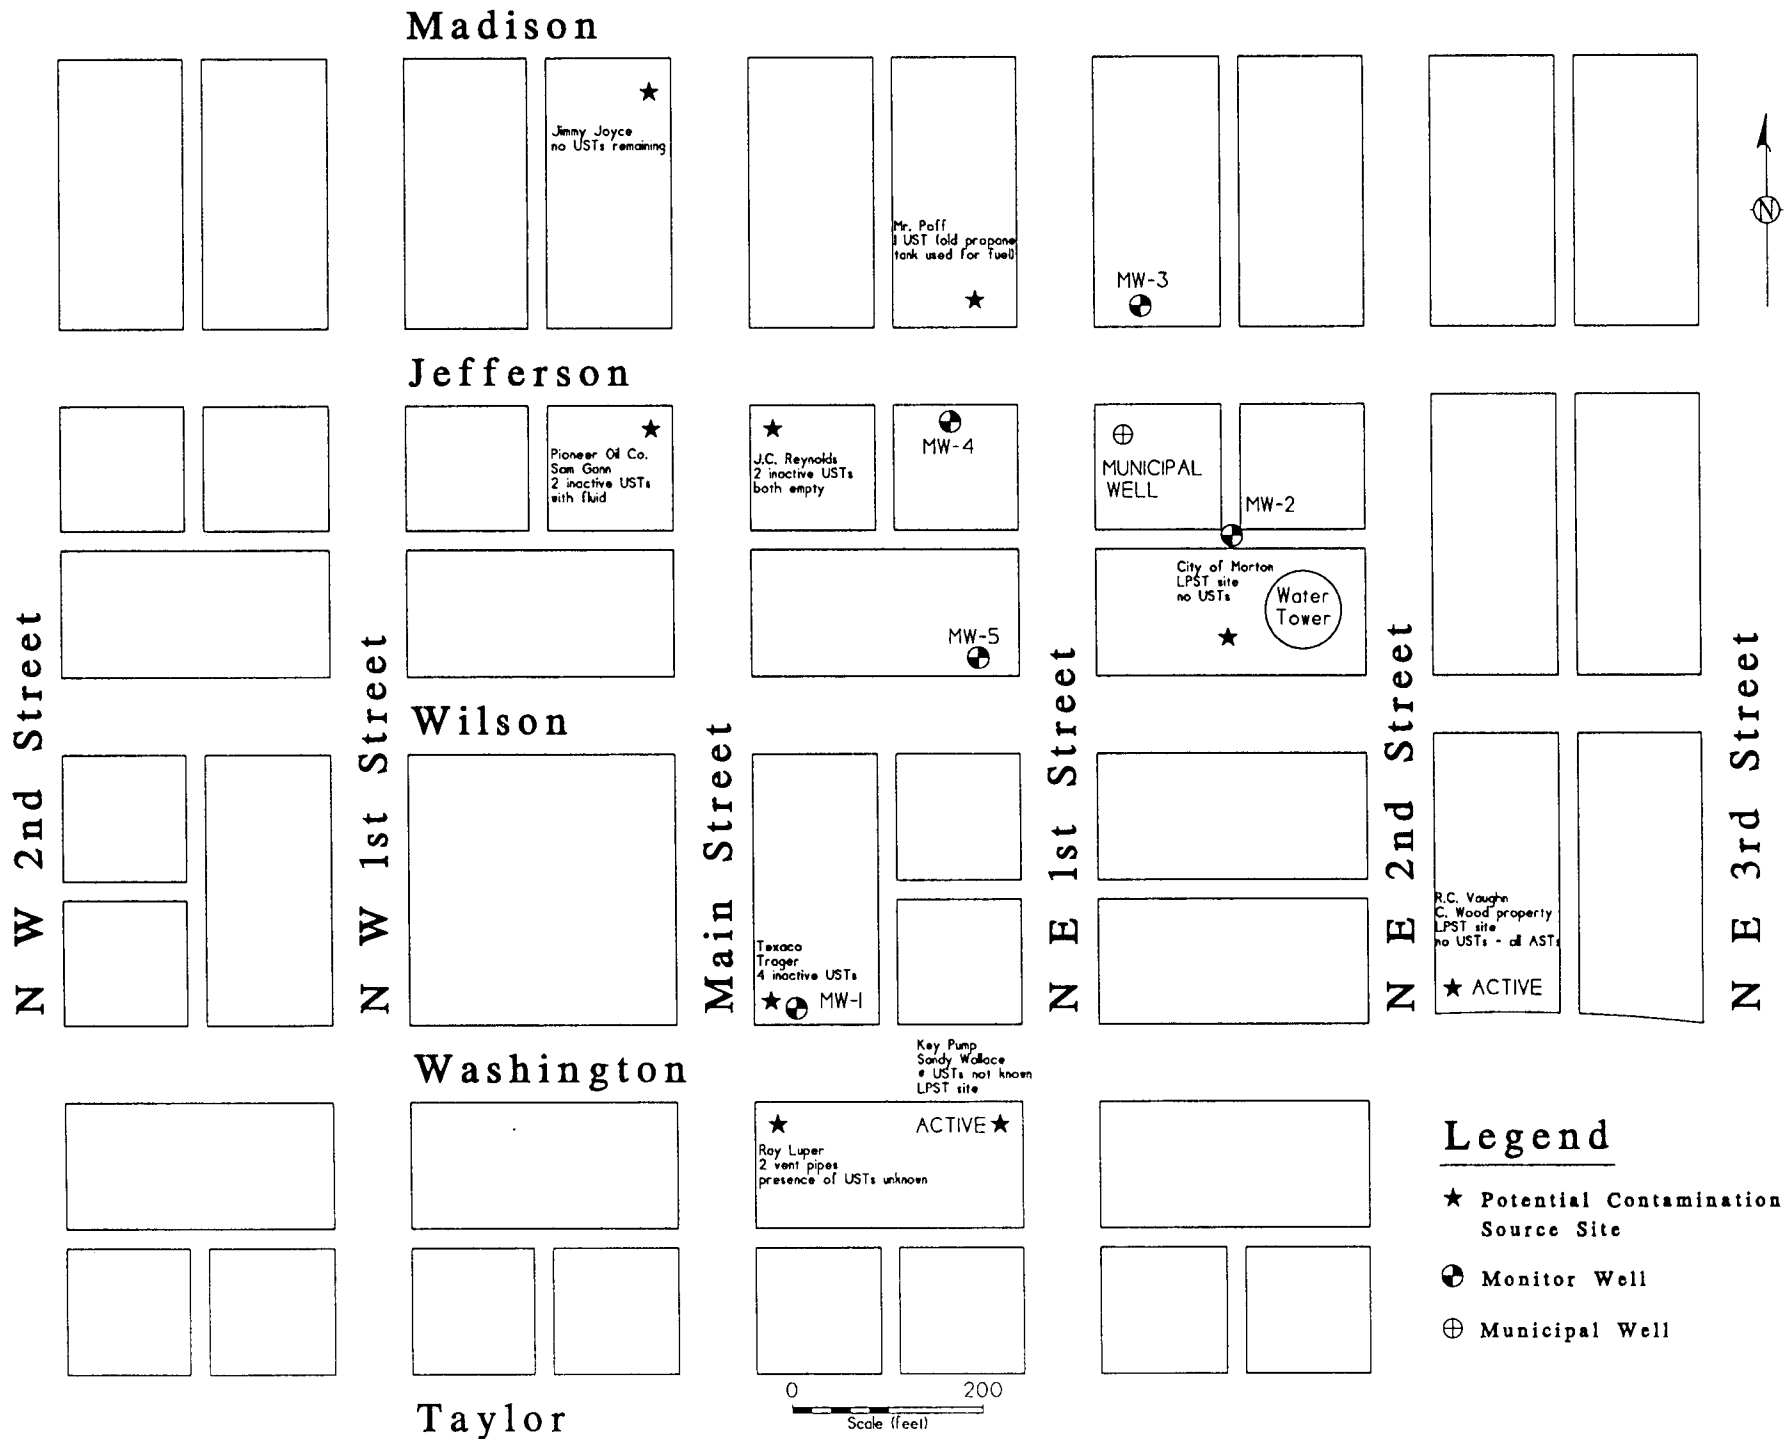 Madison
Jimmy Joyce
no USTs remaining
Mr. Paff
1 UST (old propane
tank used for fuel)
MW-3
N
Jefferson
Pioneer Oil Co.
Sam Gann
2 inactive USTs
with fluid
J.C. Reynolds
2 inactive USTs
both empty
MW-4
MUNICIPAL
WELL
MW-2
City of Morton
LPST site
no USTs
Water
Tower
MW-5
N W 2nd Street
N W 1st Street
Wilson
Main Street
N E 1st Street
N E 2nd Street
N E 3rd Street
R.C. Vaughn
C. Wood property
LPST site
no USTs - all ASTs
ACTIVE
Texaco
Trager
4 inactive USTs
MW-1
Washington
Key Pump
Sandy Wallace
# USTs not known
LPST site
ACTIVE
Ray Luper
2 vent pipes
presence of USTs unknown
Legend
Potential Contamination
Source Site
Monitor Well
Municipal Well
0 200
Scale (feet)
Taylor